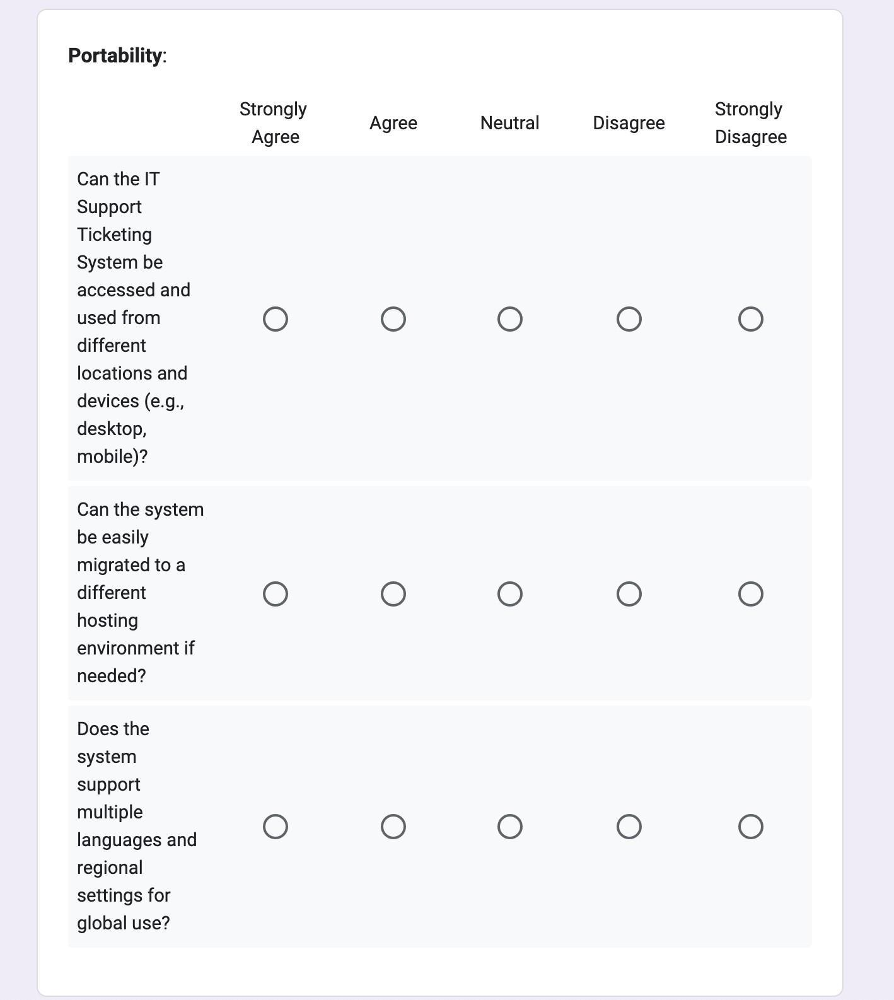 Portability:
Strongly Agree
Agree
Neutral
Disagree
Strongly Disagree
Can the IT
Support
Ticketing
System be
accessed and
used from
different
locations and
devices (e.g.,
desktop,
mobile)?
Can the system
be easily
migrated to a
different
hosting
environment if
needed?
Does the
system
support
multiple
languages and
regional
settings for
global use?